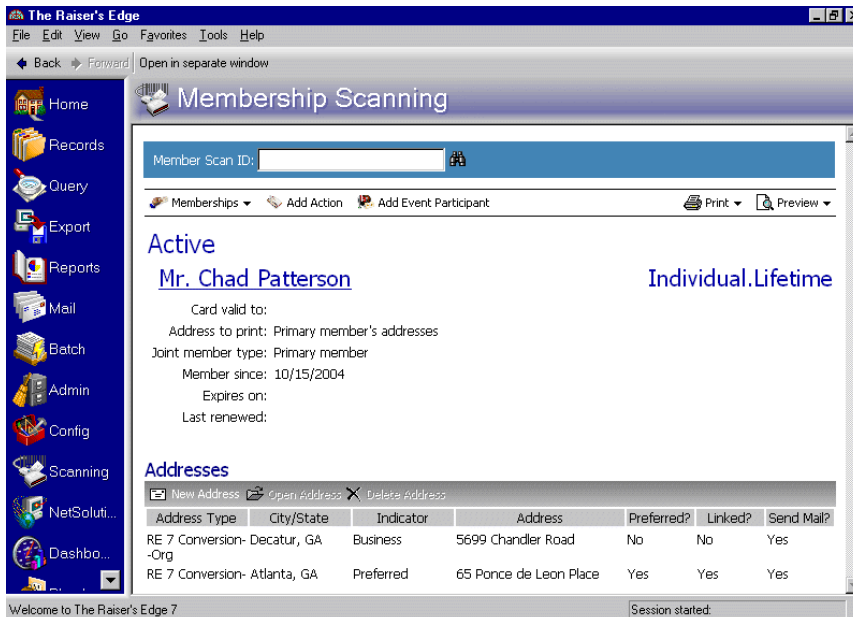 The Raiser's Edge
File Edit View Go Favorites Tools Help
Back Forward Open in separate window
Home
Records
Query
Export
Reports
Mail
Batch
Admin
Config
Scanning
NetSoluti...
Dashbo...
Membership Scanning
Member Scan ID:
Memberships Add Action Add Event Participant Print Preview
Active
Mr. Chad Patterson Individual.Lifetime
Card valid to:
Address to print: Primary member's addresses
Joint member type: Primary member
Member since: 10/15/2004
Expires on:
Last renewed:
Addresses
New Address Open Address Delete Address
Address Type City/State Indicator Address Preferred? Linked? Send Mail?
RE 7 Conversion- Decatur, GA Business 5699 Chandler Road No No Yes
-Org
RE 7 Conversion- Atlanta, GA Preferred 65 Ponce de Leon Place Yes Yes Yes
Welcome to The Raiser's Edge 7 Session started: